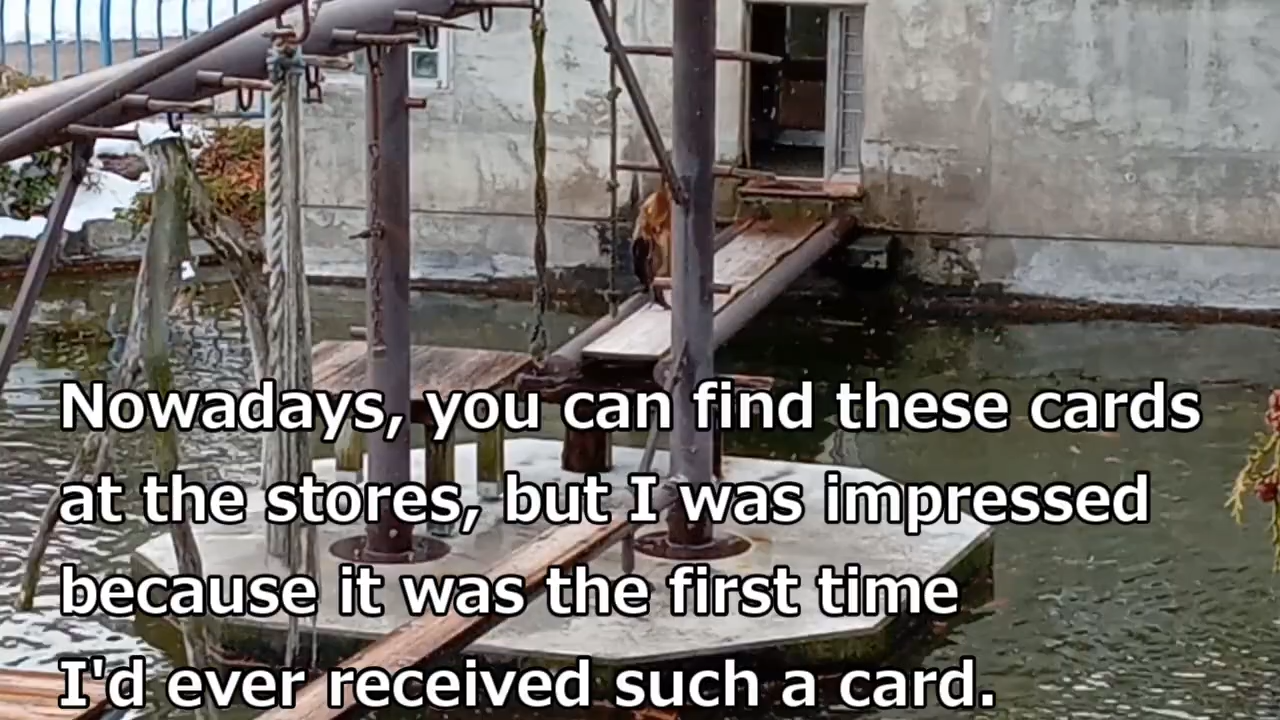 Nowadays, you can find these cards
at the stores, but I was impressed
because it was the first time
I'd ever received such a card.